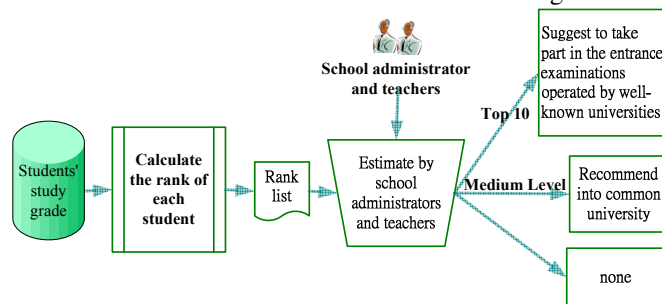 School administrator
and teachers
Students'
study
grade
Calculate
the rank of
each
student
Rank
list
Estimate by
school
administrators
and teachers
Top 10
Medium Level
Suggest to take
part in the entrance
examinations
operated by well-
known universities
Recommend
into common
university
none